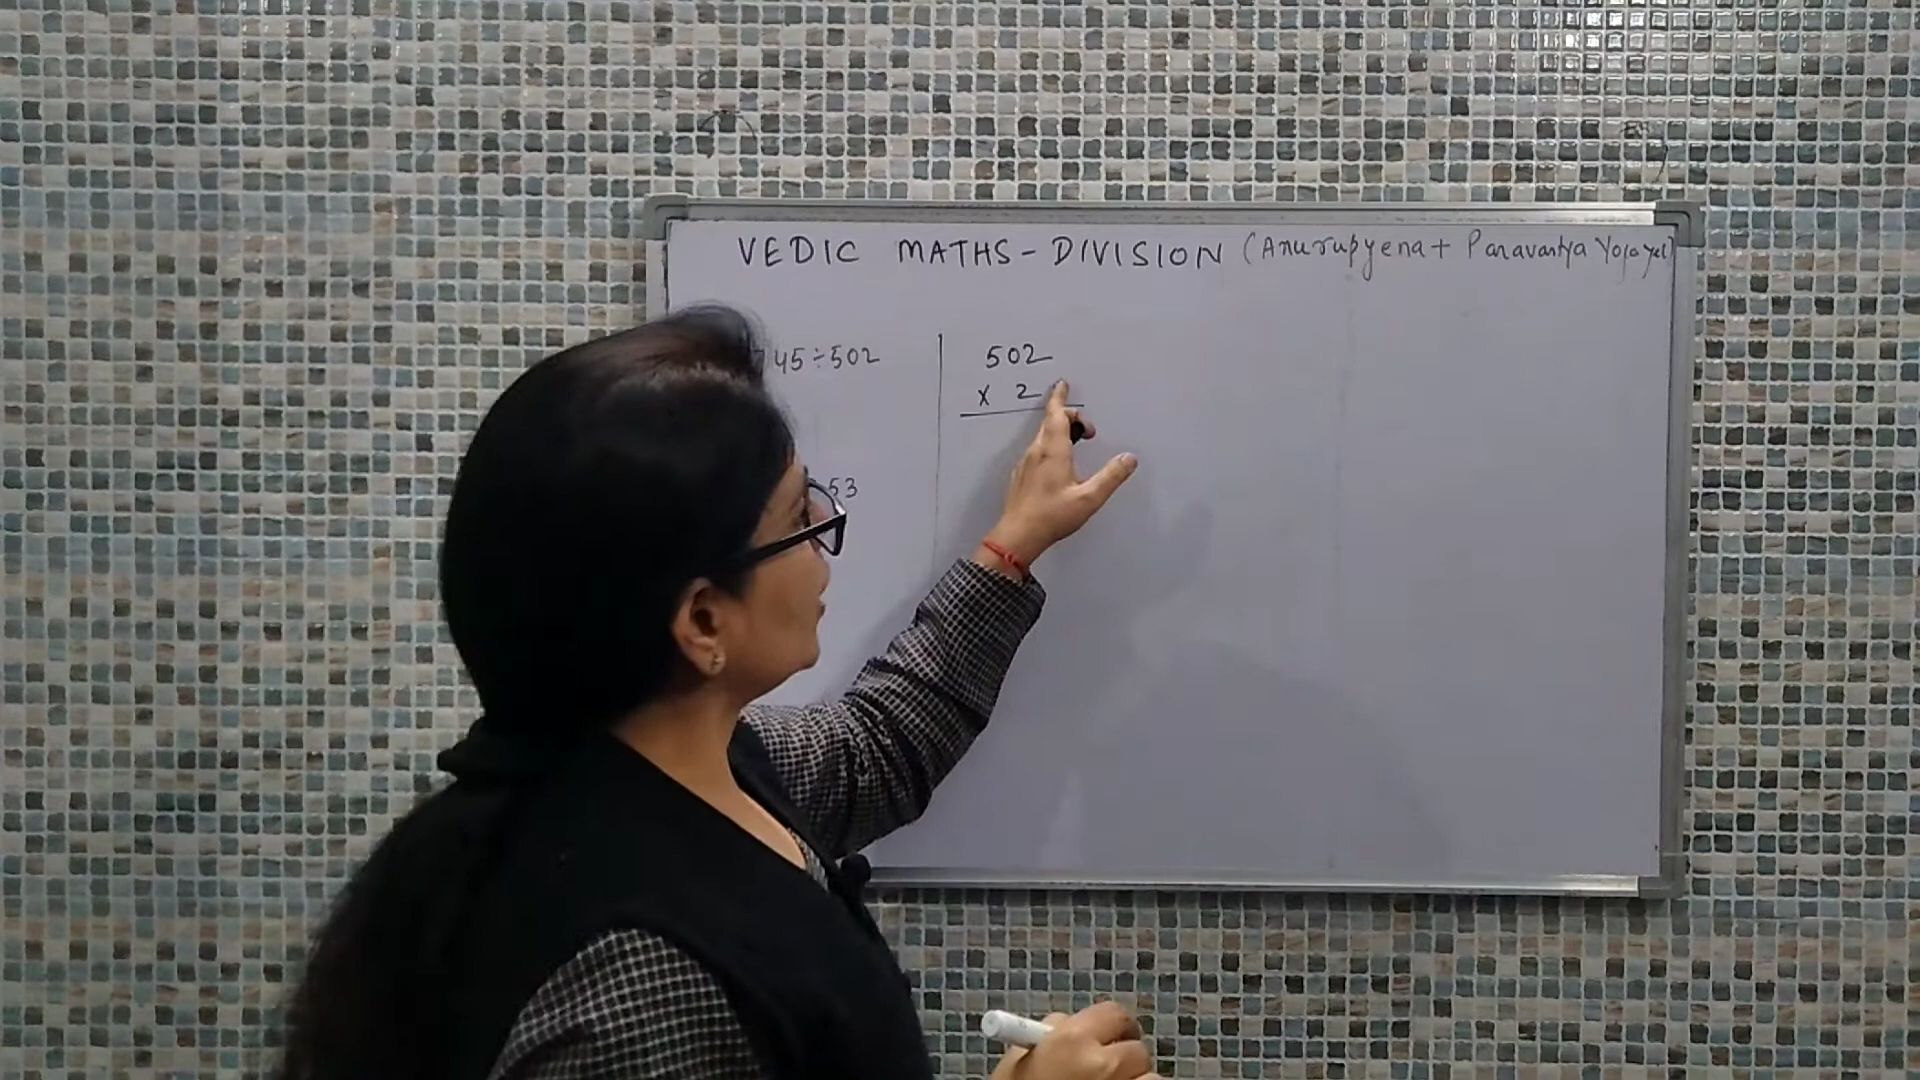 VEDIC MATHS - DIVISION (Anurupyena + Paravartya Yojayet)
45÷502
53
502
x 2